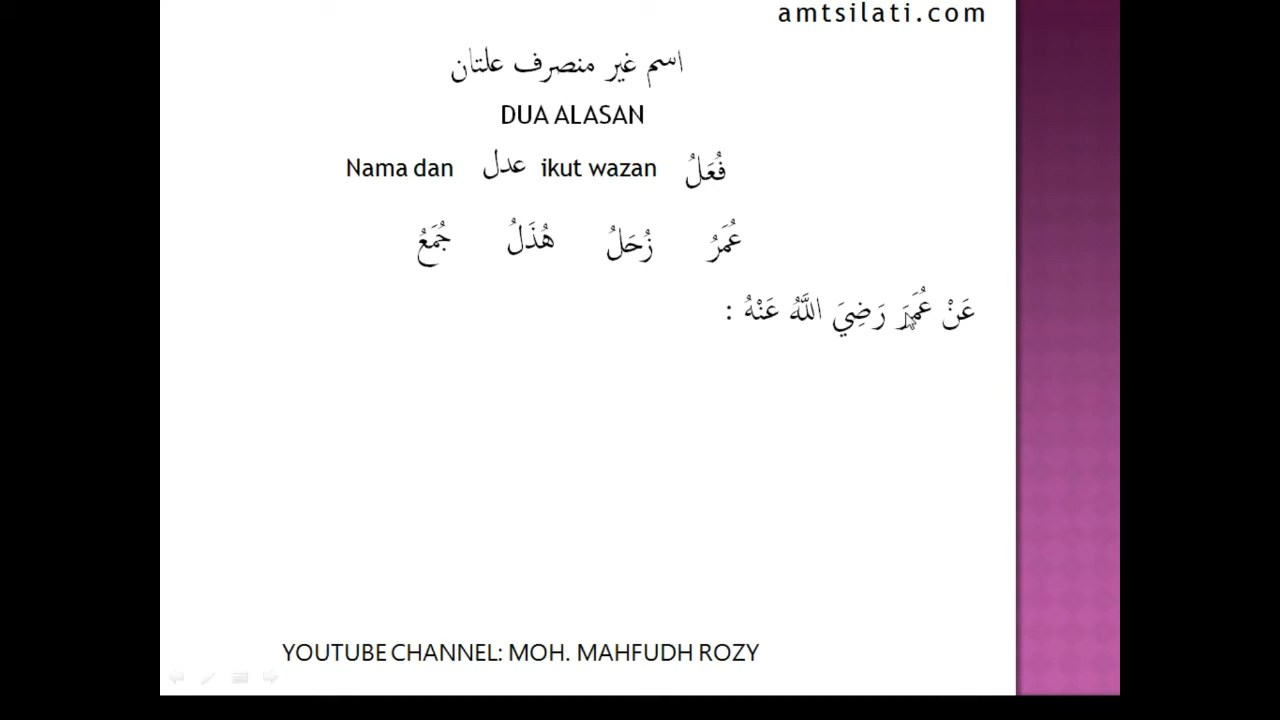 amtsilati.com
اسم غير منصرف علتان
DUA ALASAN
Nama dan عدل ikut wazan فُعَلُ
عُمَرُ زُحَلُ هُذَلُ جُمَعُ
عَنْ عُمَرَ رَضِيَ اللَّهُ عَنْهُ :
YOUTUBE CHANNEL: MOH. MAHFUDH ROZY